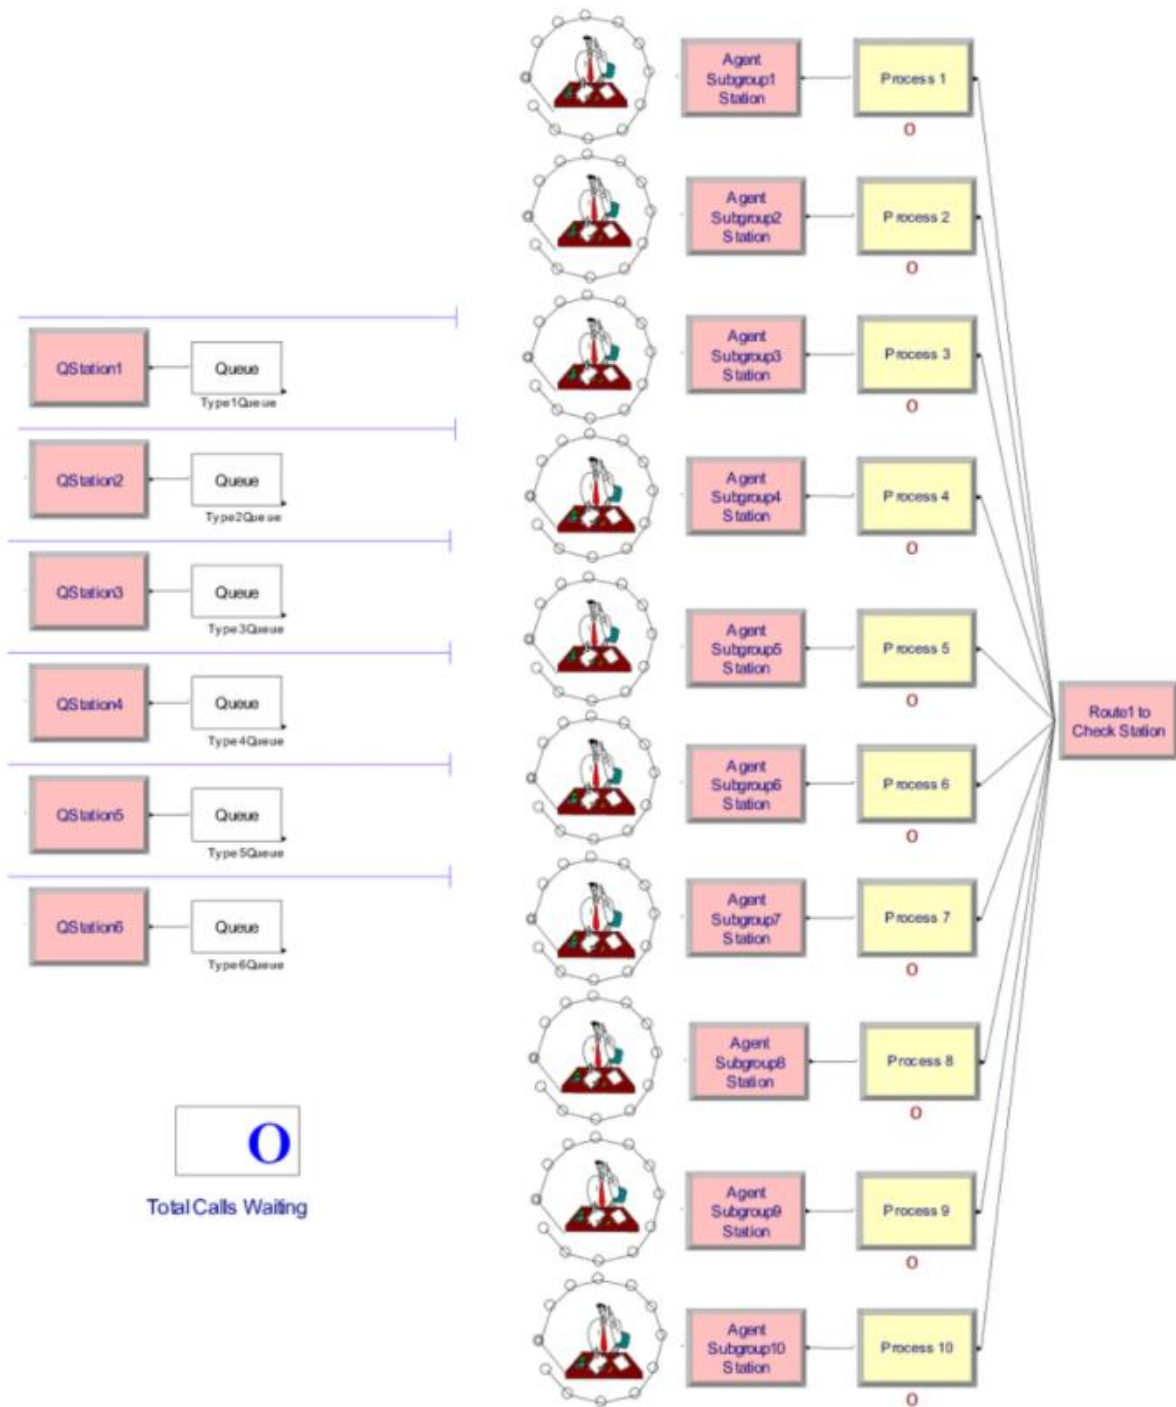 QStation1
Queue
Type1Queue
QStation2
Queue
Type2Queue
QStation3
Queue
Type3Queue
QStation4
Queue
Type4Queue
QStation5
Queue
Type5Queue
QStation6
Queue
Type6Queue
0
Total Calls Waiting
Agent
Subgroup1
Station
Process 1
0
Agent
Subgroup2
Station
Process 2
0
Agent
Subgroup3
Station
Process 3
0
Agent
Subgroup4
Station
Process 4
0
Agent
Subgroup5
Station
Process 5
0
Agent
Subgroup6
Station
Process 6
0
Agent
Subgroup7
Station
Process 7
0
Agent
Subgroup8
Station
Process 8
0
Agent
Subgroup9
Station
Process 9
0
Agent
Subgroup10
Station
Process 10
0
Route1 to
Check Station